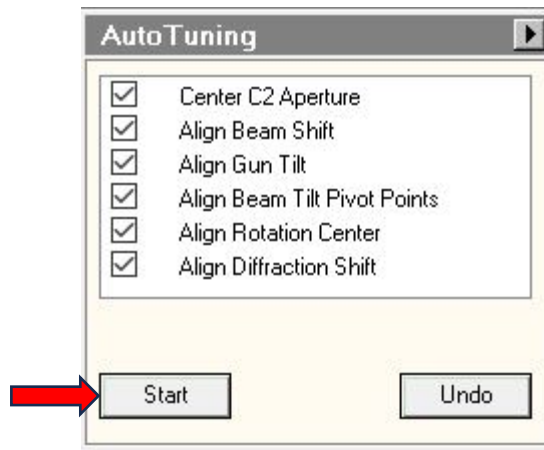 AutoTuning
Center C2 Aperture
Align Beam Shift
Align Gun Tilt
Align Beam Tilt Pivot Points
Align Rotation Center
Align Diffraction Shift
Start Undo